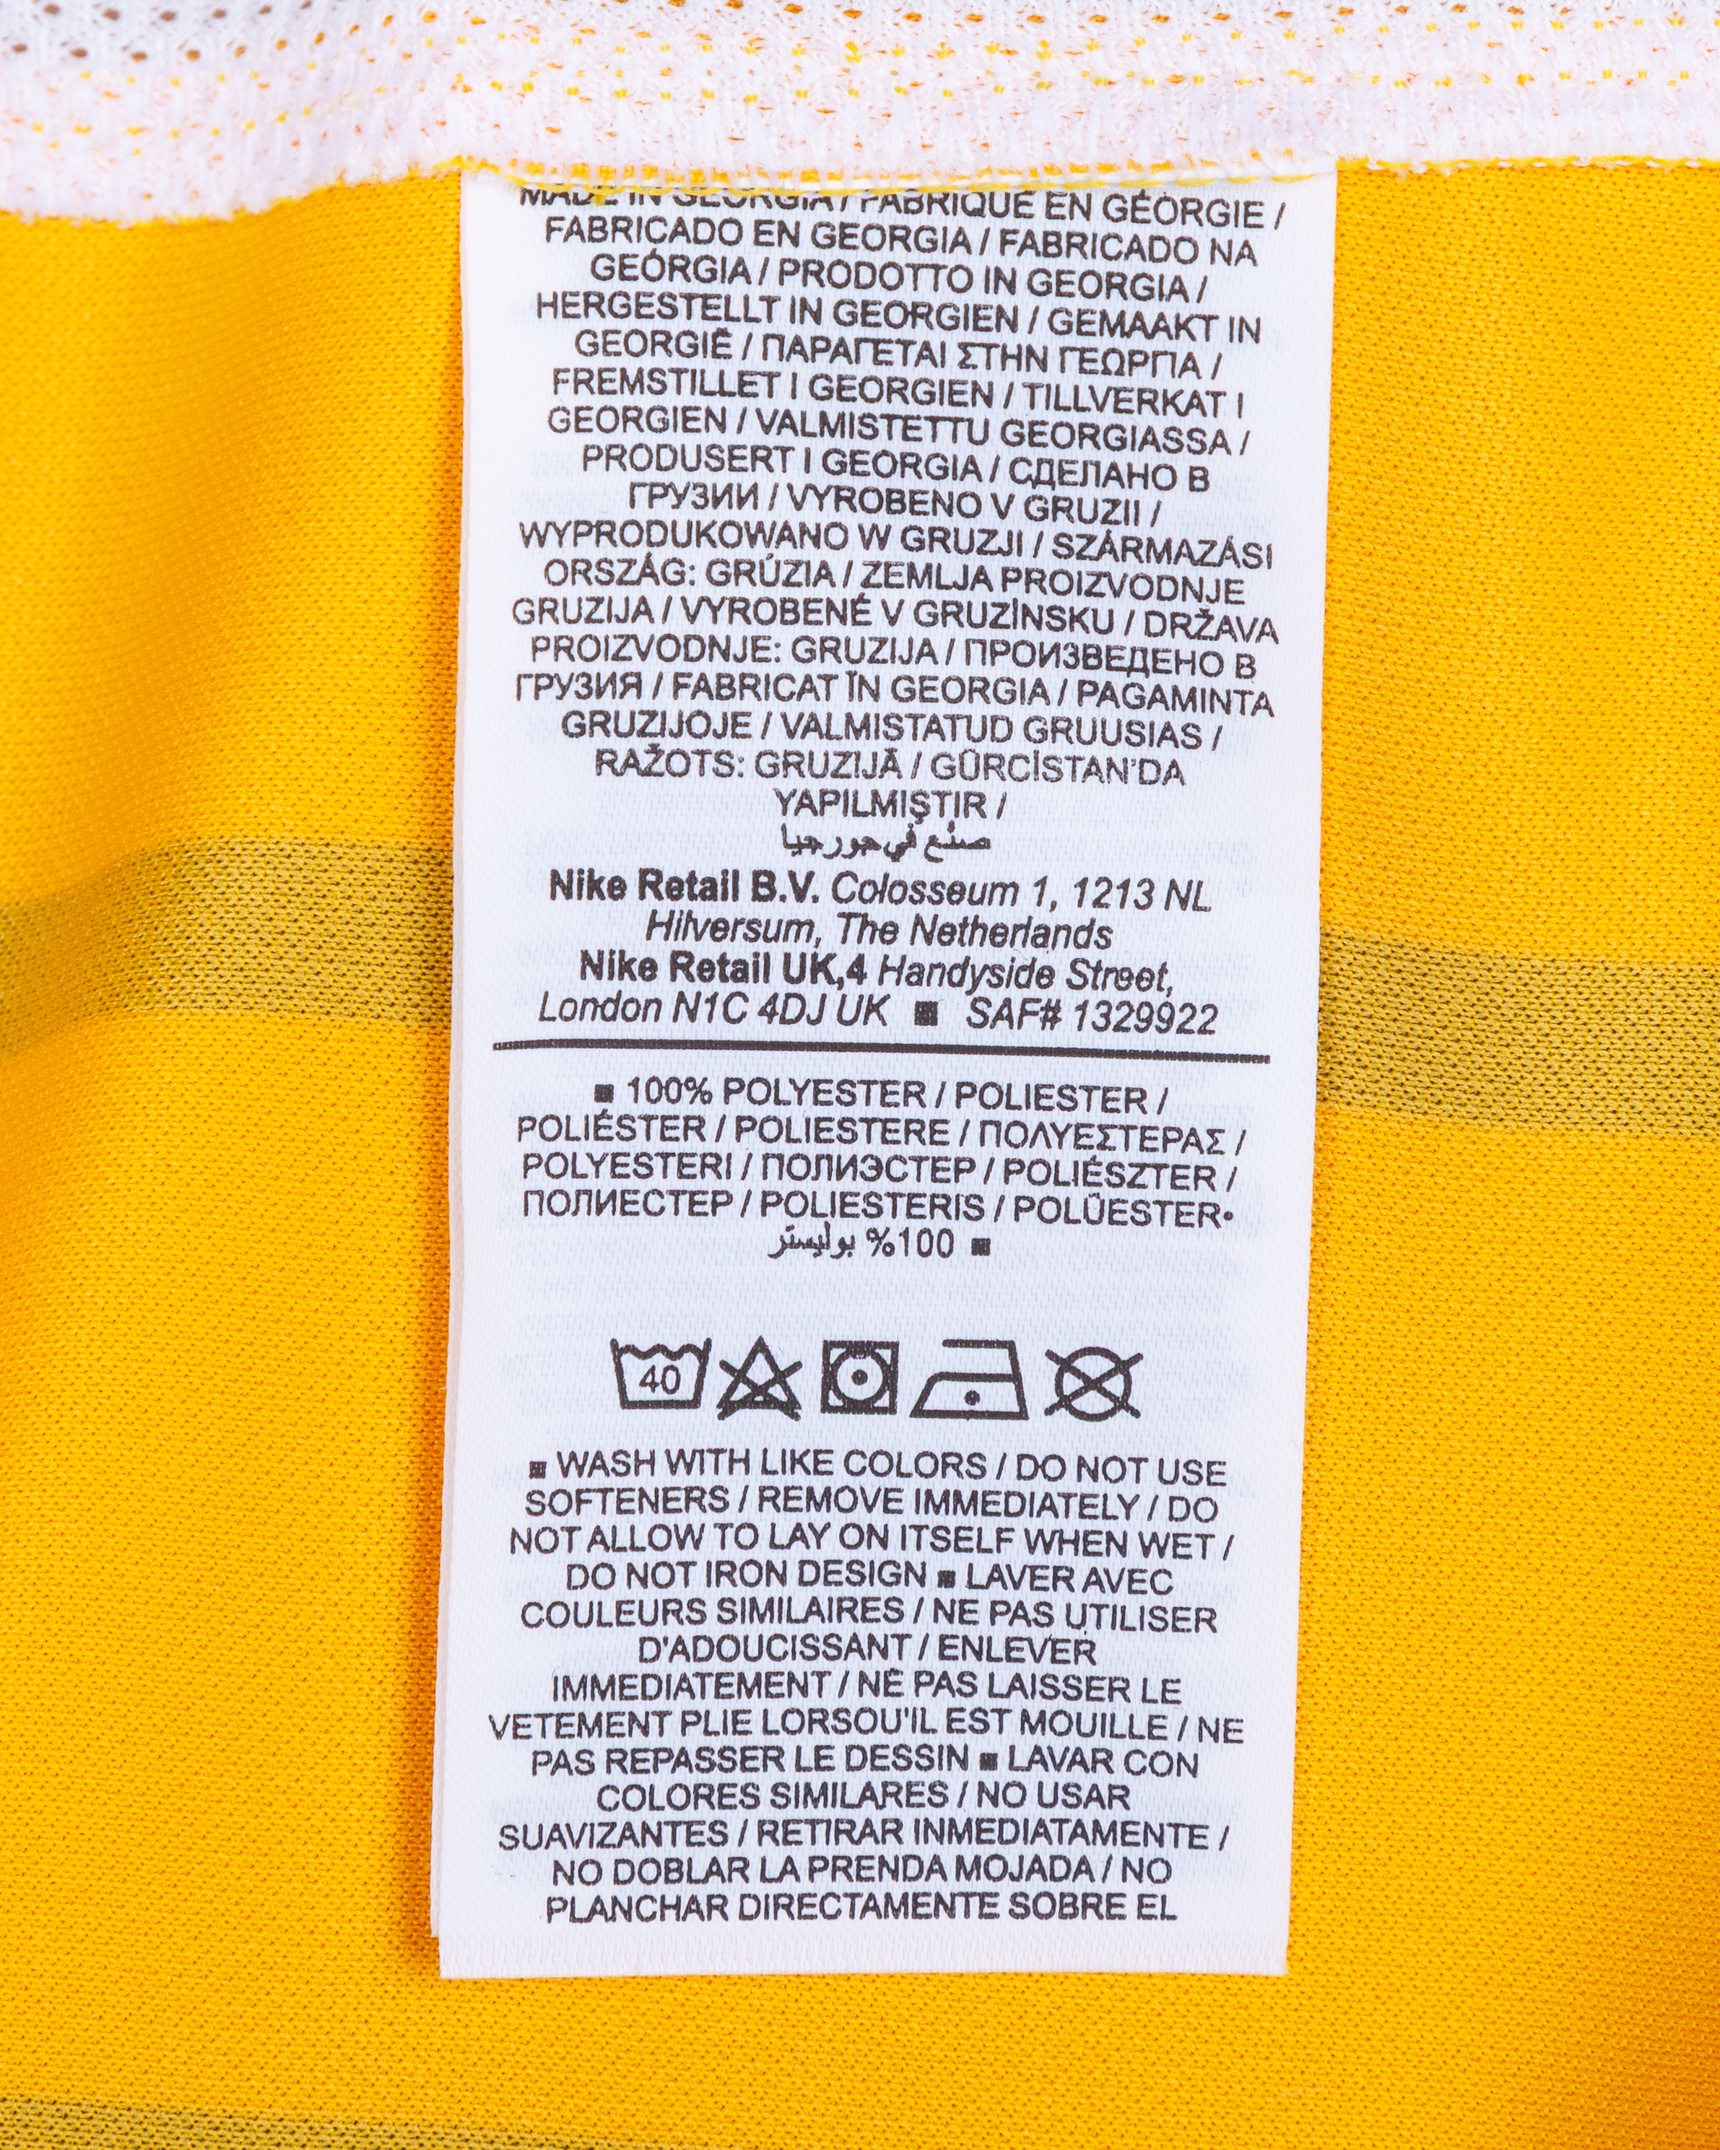 MADE IN GEORGIA / FABRIQUÉ EN GÉORGIE /
FABRICADO EN GEORGIA / FABRICADO NA
GEÓRGIA / PRODOTTO IN GEORGIA /
HERGESTELLT IN GEORGIEN / GEMAAKT IN
GEORGIË / ΠΑΡΑΓΕΤΑΙ ΣΤΗΝ ΓΕΩΡΓΙΑ /
FREMSTILLET I GEORGIEN / TILLVERKAT I
GEORGIEN / VALMISTETTU GEORGIASSA /
PRODUSERT I GEORGIA / СДЕЛАНО В
ГРУЗИИ / VYROBENO V GRUZII /
WYPRODUKOWANO W GRUZJI / SZÁRMAZÁSI
ORSZÁG: GRÚZIA / ZEMLJA PROIZVODNJE
GRUZIJA / VYROBENÉ V GRUZÍNSKU / DRŽAVA
PROIZVODNJE: GRUZIJA / ПРОИЗВЕДЕНО В
ГРУЗИЯ / FABRICAT ÎN GEORGIA / PAGAMINTA
GRUZIJOJE / VALMISTATUD GRUUSIAS /
RAŽOTS: GRUZIJĀ / GÜRCİSTAN'DA
YAPILMIŞTIR /
صنع في جورجيا
Nike Retail B.V. Colosseum 1, 1213 NL
Hilversum, The Netherlands
Nike Retail UK,4 Handyside Street,
London N1C 4DJ UK ■ SAF# 1329922
■ 100% POLYESTER / POLIESTER /
POLIÉSTER / POLIESTERE / ΠΟΛΥΕΣΤΕΡΑΣ /
POLYESTERI / ПОЛИЭСТЕР / POLIÉSZTER /
ПОЛИЕСТЕР / POLIESTERIS / POLÜESTER•
■ 100% بوليستر
40
■ WASH WITH LIKE COLORS / DO NOT USE
SOFTENERS / REMOVE IMMEDIATELY / DO
NOT ALLOW TO LAY ON ITSELF WHEN WET /
DO NOT IRON DESIGN ■ LAVER AVEC
COULEURS SIMILAIRES / NE PAS UTILISER
D'ADOUCISSANT / ENLEVER
IMMEDIATEMENT / NE PAS LAISSER LE
VETEMENT PLIE LORSQU'IL EST MOUILLE / NE
PAS REPASSER LE DESSIN ■ LAVAR CON
COLORES SIMILARES / NO USAR
SUAVIZANTES / RETIRAR INMEDIATAMENTE /
NO DOBLAR LA PRENDA MOJADA / NO
PLANCHAR DIRECTAMENTE SOBRE EL